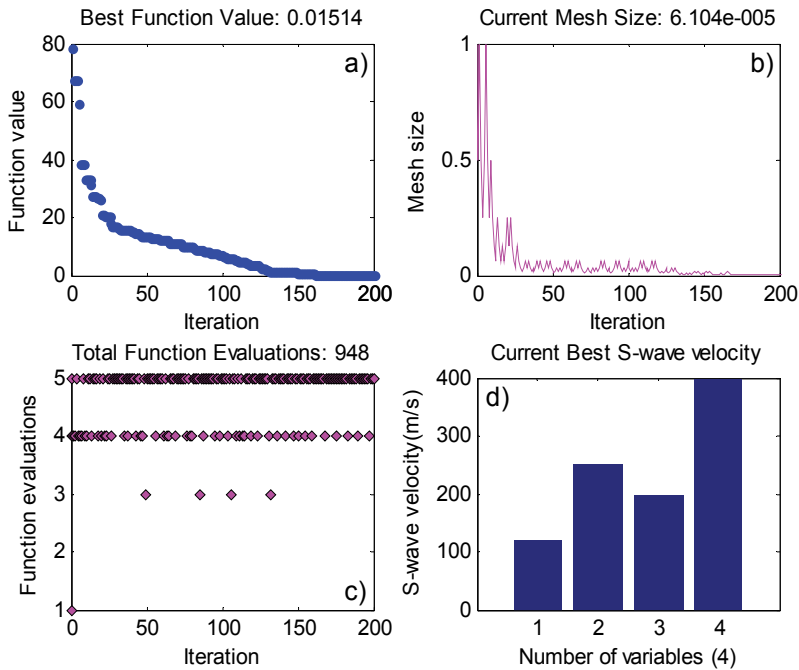 Best Function Value: 0.01514
a)
80
60
40
20
0
Function value
0
50
100
150
200
Iteration
Current Mesh Size: 6.104e-005
b)
1
0.5
0
Mesh size
0
50
100
150
200
Iteration
Total Function Evaluations: 948
5
4
3
2
1
Function evaluations
c)
0
50
100
150
200
Iteration
Current Best S-wave velocity
d)
400
300
200
100
0
S-wave velocity(m/s)
1
2
3
4
Number of variables (4)